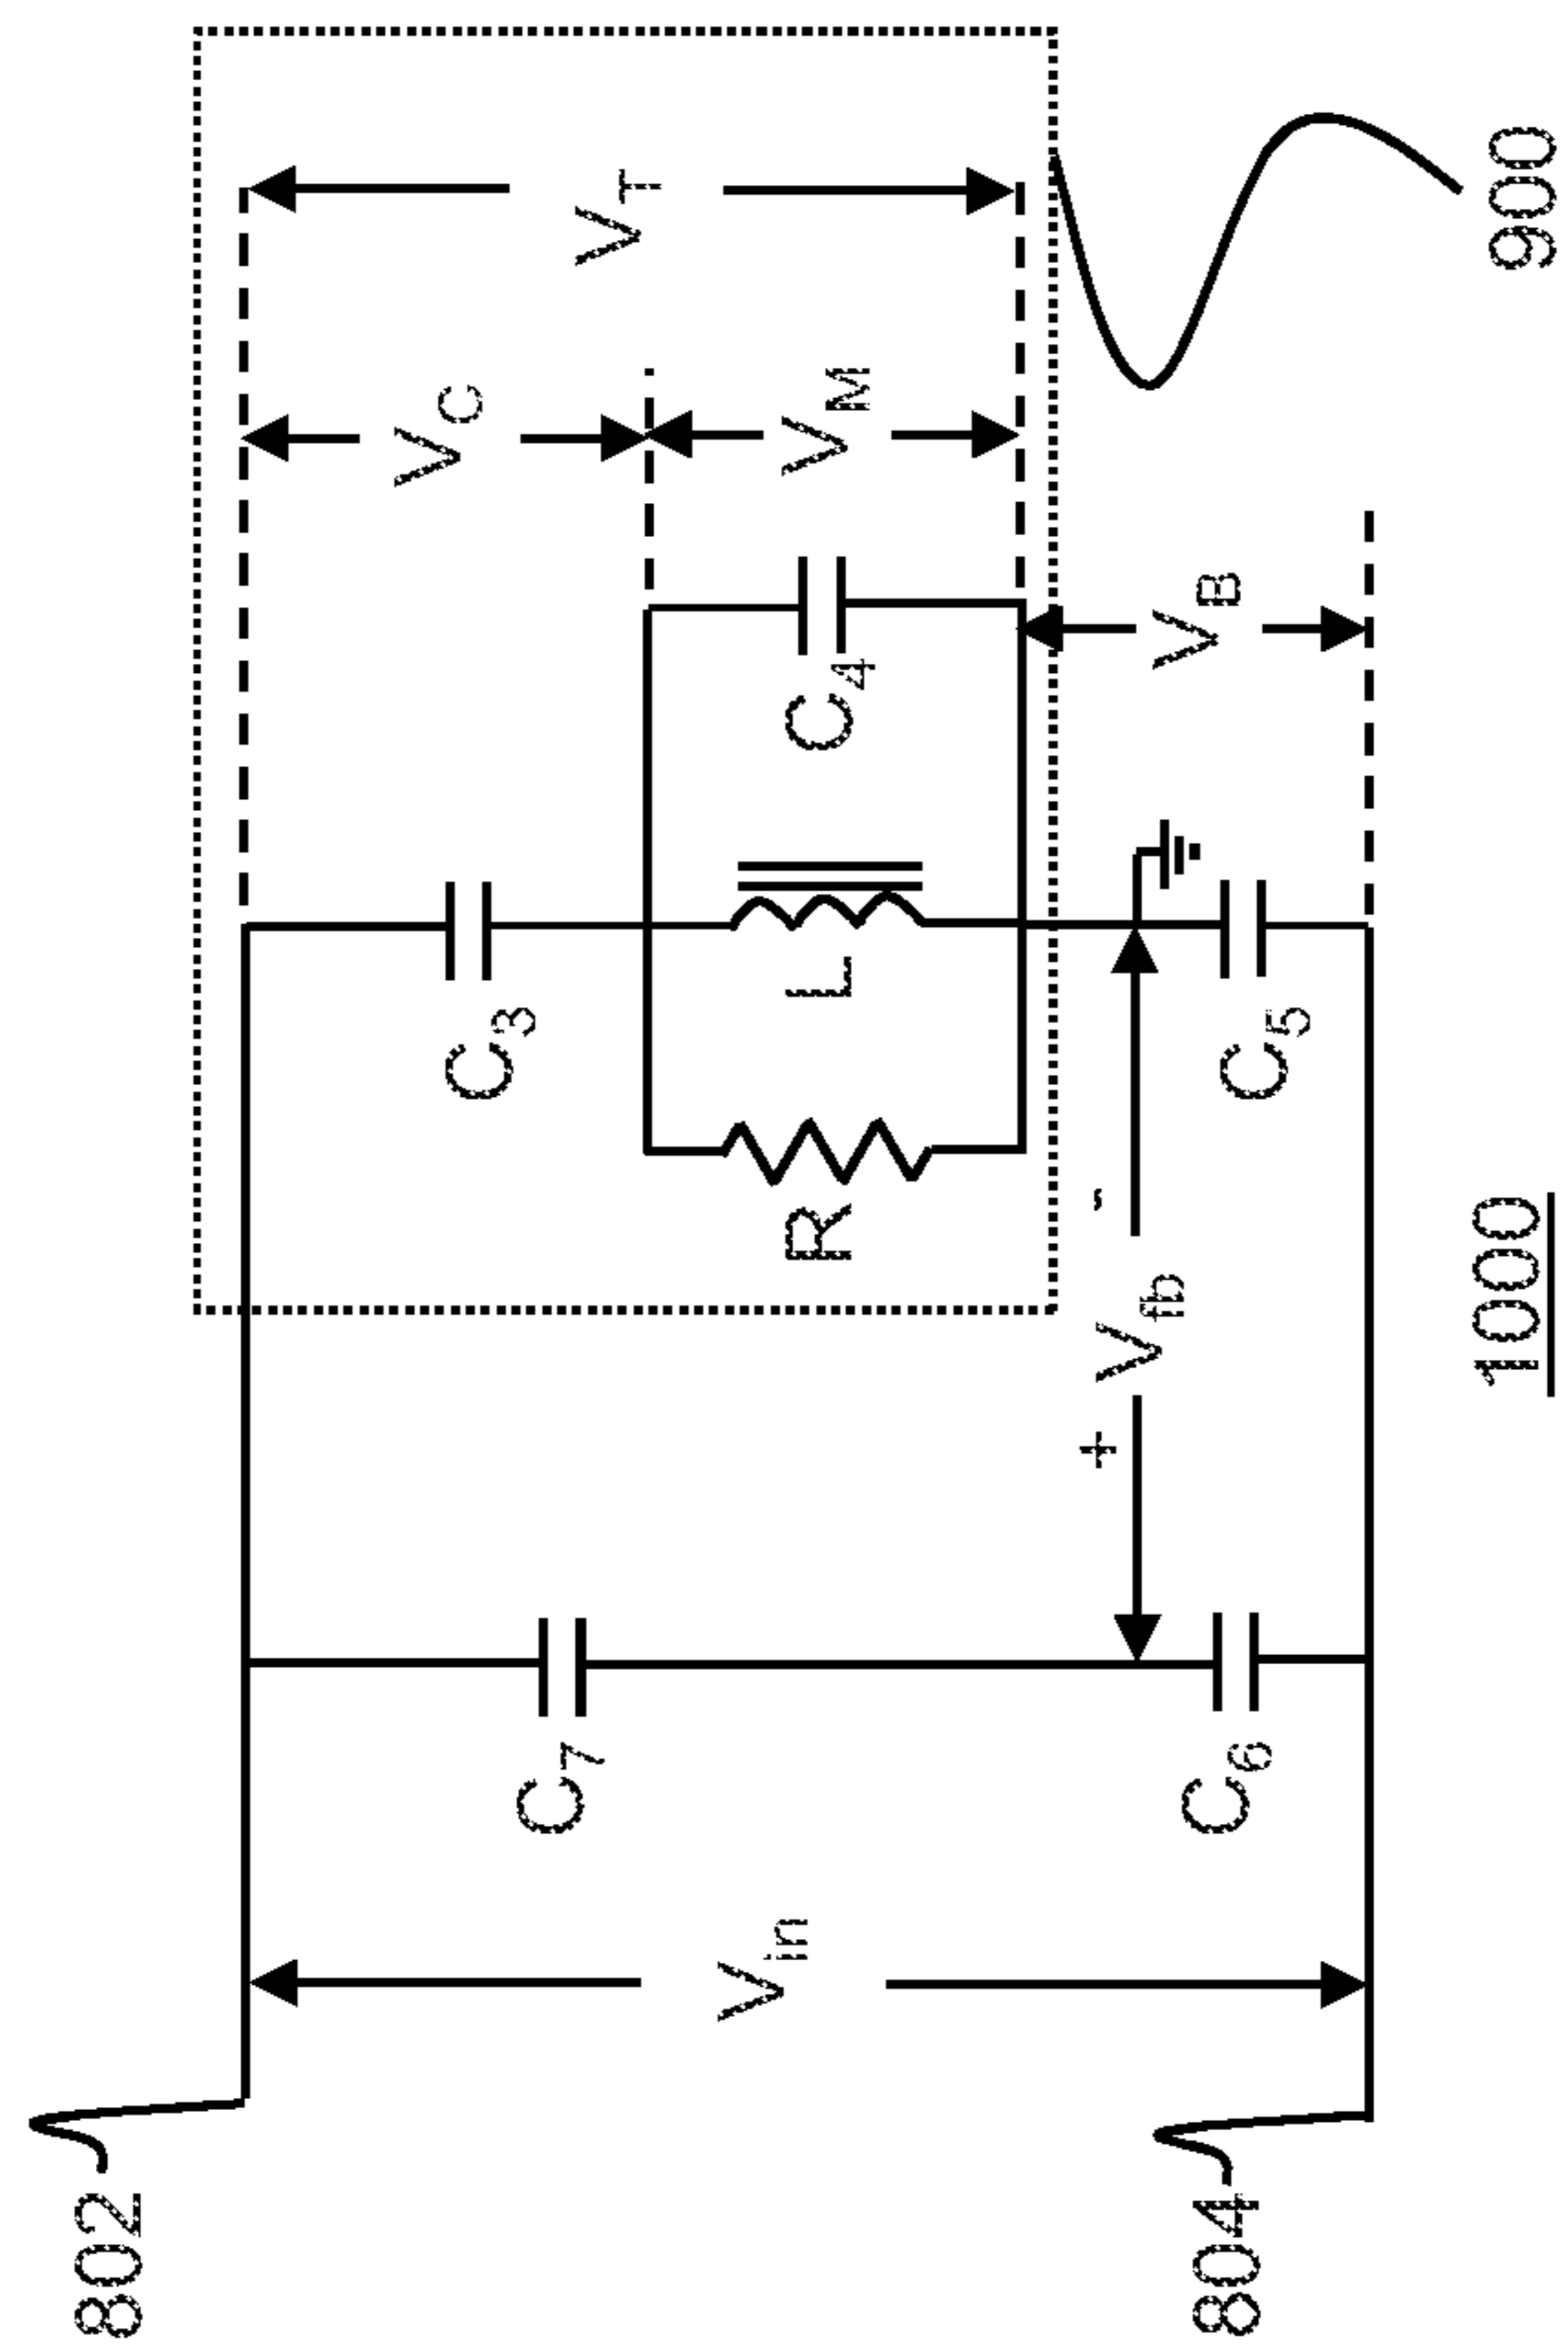 802
804
V_in
C_7
C_6
+ V_fb -
R
L
C_3
C_4
C_5
V_C
V_M
V_T
V_B
900
1000